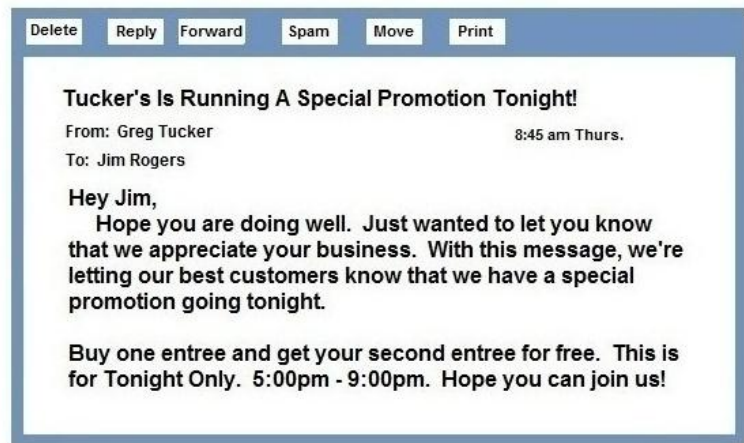 Delete Reply Forward Spam Move Print
Tucker's Is Running A Special Promotion Tonight!
From: Greg Tucker 8:45 am Thurs.
To: Jim Rogers
Hey Jim,
Hope you are doing well. Just wanted to let you know
that we appreciate your business. With this message, we're
letting our best customers know that we have a special
promotion going tonight.
Buy one entree and get your second entree for free. This is
for Tonight Only. 5:00pm - 9:00pm. Hope you can join us!